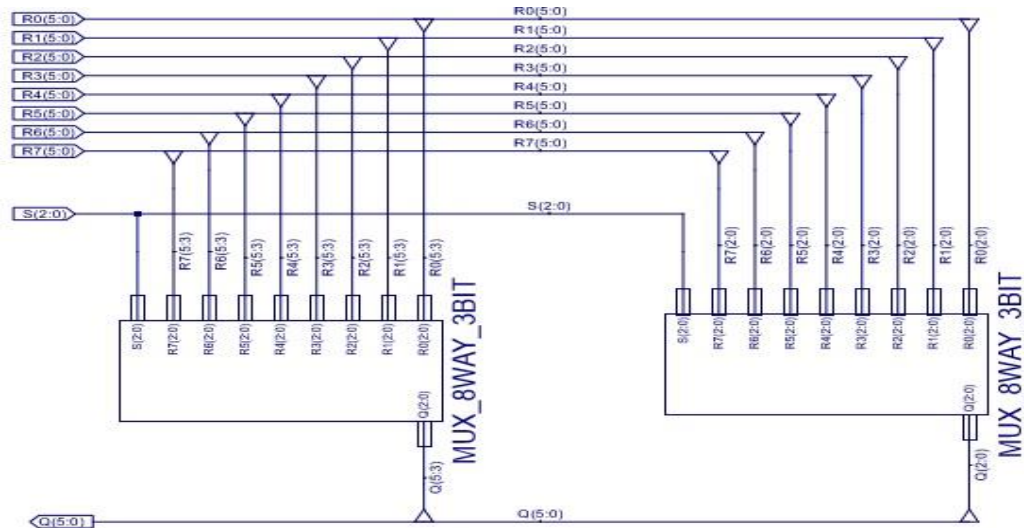 R0(5:0) R0(5:0)
R1(5:0) R1(5:0)
R2(5:0) R2(5:0)
R3(5:0) R3(5:0)
R4(5:0) R4(5:0)
R5(5:0) R5(5:0)
R6(5:0) R6(5:0)
R7(5:0) R7(5:0)
S(2:0) S(2:0)
R7(5:3) R6(5:3) R5(5:3) R4(5:3) R3(5:3) R2(5:3) R1(5:3) R0(5:3)
R7(2:0) R6(2:0) R5(2:0) R4(2:0) R3(2:0) R2(2:0) R1(2:0) R0(2:0)
S(2:0) R7(2:0) R6(2:0) R5(2:0) R4(2:0) R3(2:0) R2(2:0) R1(2:0) R0(2:0)
MUX_8WAY_3BIT
S(2:0) R7(2:0) R6(2:0) R5(2:0) R4(2:0) R3(2:0) R2(2:0) R1(2:0) R0(2:0)
MUX 8WAY 3BIT
Q(2:0)
Q(2:0)
Q(5:3)
Q(2:0)
Q(5:0) Q(5:0)